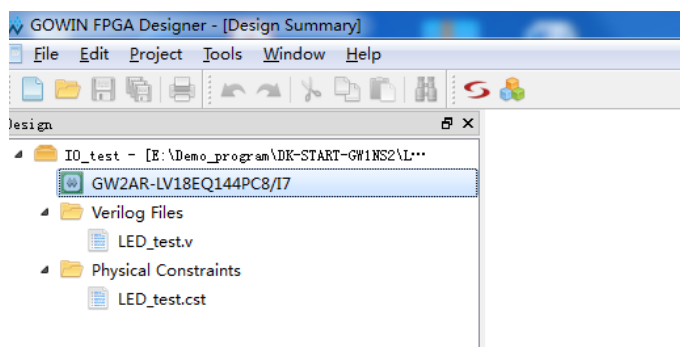 GOWIN FPGA Designer - [Design Summary]
File Edit Project Tools Window Help
Design
IO_test - [E:\Demo_program\DK-START-GW1NS2\L...
GW2AR-LV18EQ144PC8/I7
Verilog Files
LED_test.v
Physical Constraints
LED_test.cst